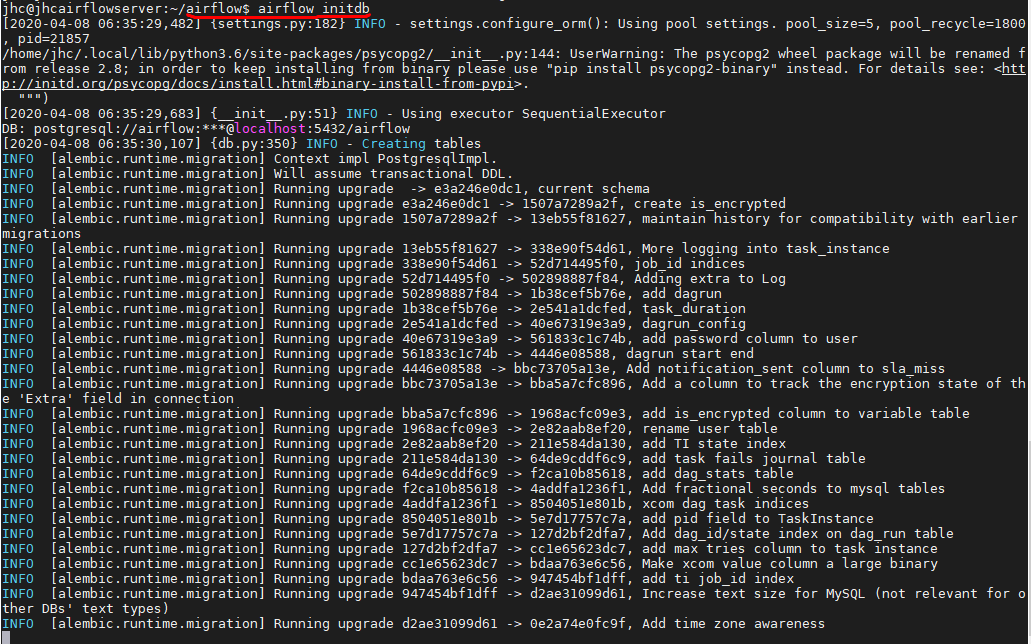 jhc@jhcairflowserver:~/airflow$ airflow initdb
[2020-04-08 06:35:29,482] {settings.py:182} INFO - settings.configure_orm(): Using pool settings. pool_size=5, pool_recycle=1800
, pid=21857
/home/jhc/.local/lib/python3.6/site-packages/psycopg2/__init__.py:144: UserWarning: The psycopg2 wheel package will be renamed f
rom release 2.8; in order to keep installing from binary please use "pip install psycopg2-binary" instead. For details see: <htt
p://initd.org/psycopg/docs/install.html#binary-install-from-pypi>.
  """)
[2020-04-08 06:35:29,683] {__init__.py:51} INFO - Using executor SequentialExecutor
DB: postgresql://airflow:***@localhost:5432/airflow
[2020-04-08 06:35:30,107] {db.py:350} INFO - Creating tables
INFO  [alembic.runtime.migration] Context impl PostgresqlImpl.
INFO  [alembic.runtime.migration] Will assume transactional DDL.
INFO  [alembic.runtime.migration] Running upgrade  -> e3a246e0dc1, current schema
INFO  [alembic.runtime.migration] Running upgrade e3a246e0dc1 -> 1507a7289a2f, create is_encrypted
INFO  [alembic.runtime.migration] Running upgrade 1507a7289a2f -> 13eb55f81627, maintain history for compatibility with earlier
migrations
INFO  [alembic.runtime.migration] Running upgrade 13eb55f81627 -> 338e90f54d61, More logging into task_instance
INFO  [alembic.runtime.migration] Running upgrade 338e90f54d61 -> 52d714495f0, job_id indices
INFO  [alembic.runtime.migration] Running upgrade 52d714495f0 -> 502898887f84, Adding extra to Log
INFO  [alembic.runtime.migration] Running upgrade 502898887f84 -> 1b38cef5b76e, add dagrun
INFO  [alembic.runtime.migration] Running upgrade 1b38cef5b76e -> 2e541a1dcfed, task_duration
INFO  [alembic.runtime.migration] Running upgrade 2e541a1dcfed -> 40e67319e3a9, dagrun_config
INFO  [alembic.runtime.migration] Running upgrade 40e67319e3a9 -> 561833c1c74b, add password column to user
INFO  [alembic.runtime.migration] Running upgrade 561833c1c74b -> 4446e08588, dagrun start end
INFO  [alembic.runtime.migration] Running upgrade 4446e08588 -> bbc73705a13e, Add notification_sent column to sla_miss
INFO  [alembic.runtime.migration] Running upgrade bbc73705a13e -> bba5a7cfc896, Add a column to track the encryption state of th
e 'Extra' field in connection
INFO  [alembic.runtime.migration] Running upgrade bba5a7cfc896 -> 1968acfc09e3, add is_encrypted column to variable table
INFO  [alembic.runtime.migration] Running upgrade 1968acfc09e3 -> 2e82aab8ef20, rename user table
INFO  [alembic.runtime.migration] Running upgrade 2e82aab8ef20 -> 211e584da130, add TI state index
INFO  [alembic.runtime.migration] Running upgrade 211e584da130 -> 64de9cddf6c9, add task fails journal table
INFO  [alembic.runtime.migration] Running upgrade 64de9cddf6c9 -> f2ca10b85618, add dag_stats table
INFO  [alembic.runtime.migration] Running upgrade f2ca10b85618 -> 4addfa1236f1, Add fractional seconds to mysql tables
INFO  [alembic.runtime.migration] Running upgrade 4addfa1236f1 -> 8504051e801b, xcom dag task indices
INFO  [alembic.runtime.migration] Running upgrade 8504051e801b -> 5e7d17757c7a, add pid field to TaskInstance
INFO  [alembic.runtime.migration] Running upgrade 5e7d17757c7a -> 127d2bf2dfa7, Add dag_id/state index on dag_run table
INFO  [alembic.runtime.migration] Running upgrade 127d2bf2dfa7 -> cc1e65623dc7, add max tries column to task instance
INFO  [alembic.runtime.migration] Running upgrade cc1e65623dc7 -> bdaa763e6c56, Make xcom value column a large binary
INFO  [alembic.runtime.migration] Running upgrade bdaa763e6c56 -> 947454bf1dff, add ti job_id index
INFO  [alembic.runtime.migration] Running upgrade 947454bf1dff -> d2ae31099d61, Increase text size for MySQL (not relevant for o
ther DBs' text types)
INFO  [alembic.runtime.migration] Running upgrade d2ae31099d61 -> 0e2a74e0fc9f, Add time zone awareness